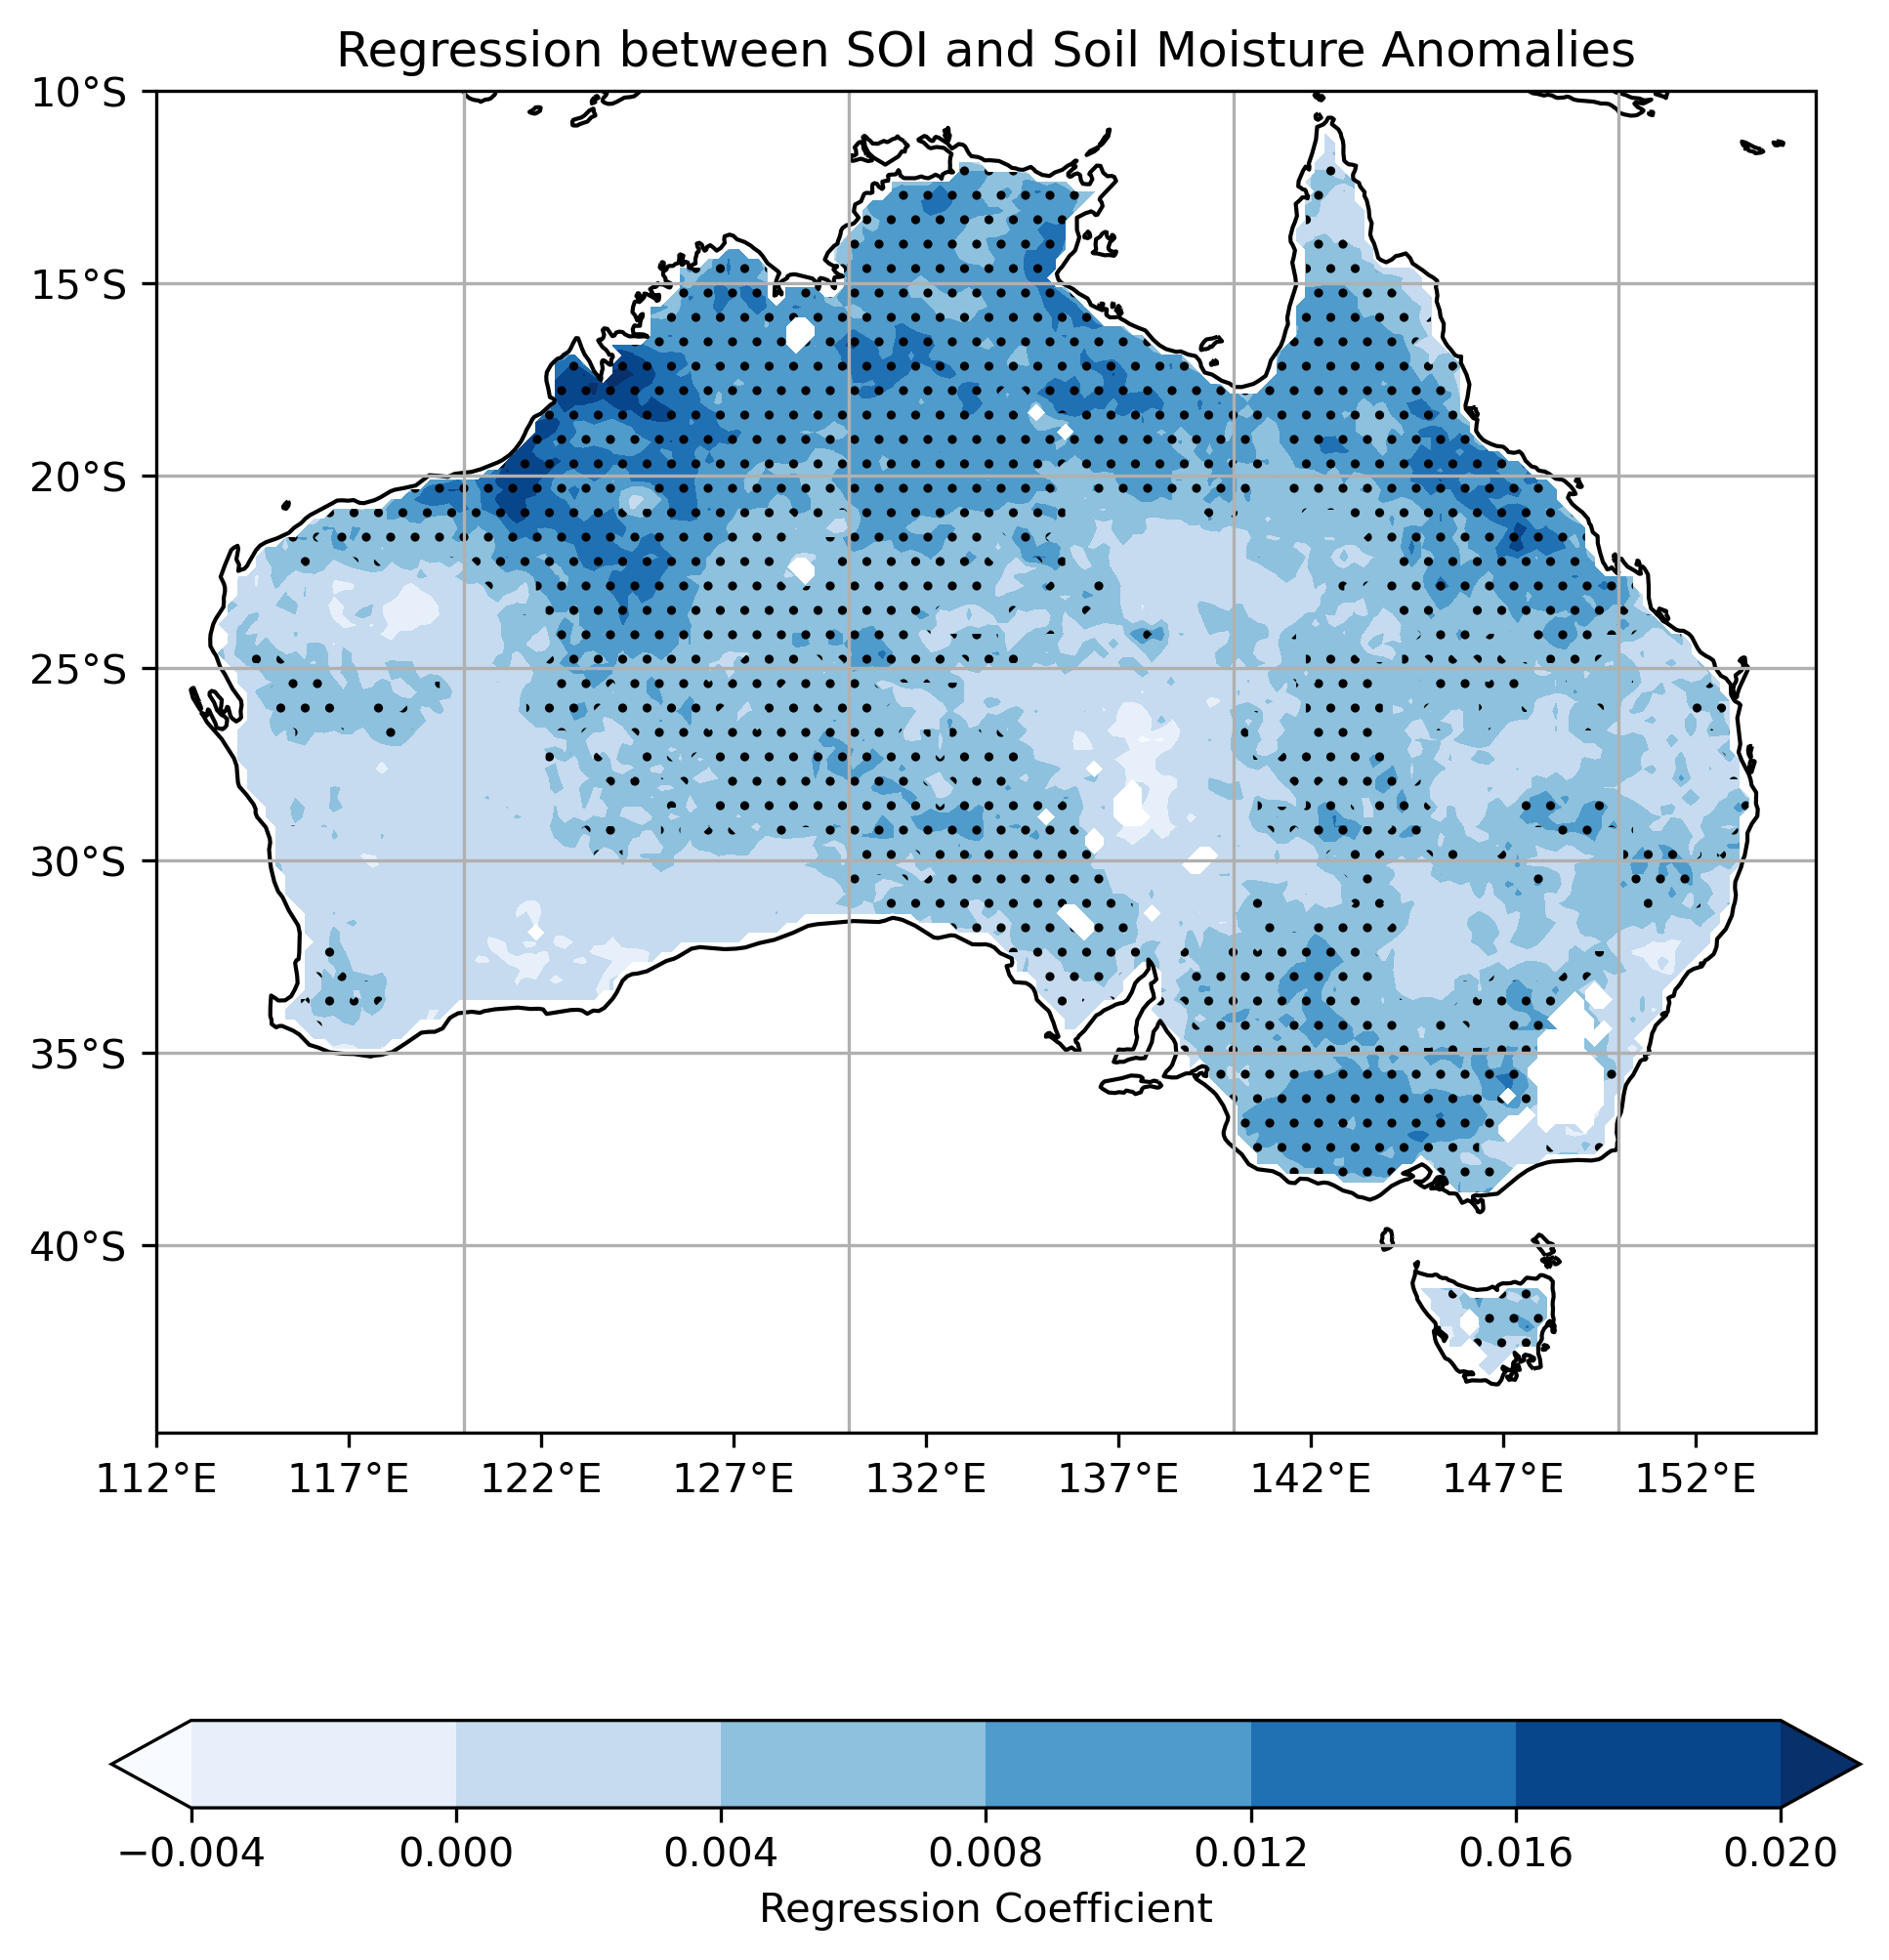 Regression between SOI and Soil Moisture Anomalies
10°S
15°S
20°S
25°S
30°S
35°S
40°S
112°E 117°E 122°E 127°E 132°E 137°E 142°E 147°E 152°E
−0.004 0.000 0.004 0.008 0.012 0.016 0.020
Regression Coefficient